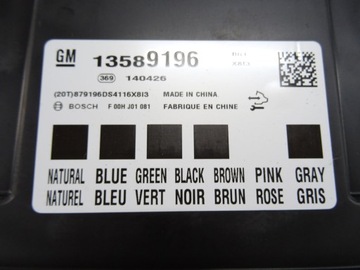 GM 13589196
369 140426
(20T)879196DS4116X8I3 MADE IN CHINA
BOSCH F 00H J01 081 FABRIQUE EN CHINE
NATURAL BLUE GREEN BLACK BROWN PINK GRAY
NATUREL BLEU VERT NOIR BRUN ROSE GRIS